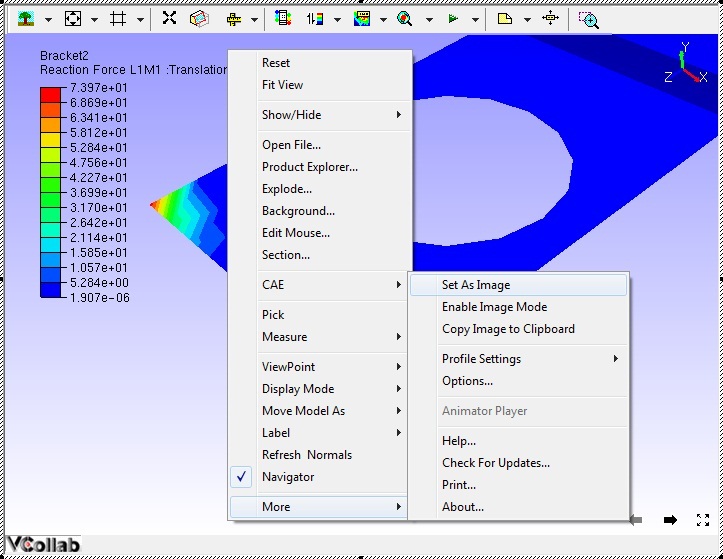 Bracket2
Reaction Force L1M1 :Translation
7.397e+01
6.869e+01
6.341e+01
5.812e+01
5.284e+01
4.756e+01
4.227e+01
3.699e+01
3.170e+01
2.642e+01
2.114e+01
1.585e+01
1.057e+01
5.284e+00
1.907e-06
Y
Z
X
Reset
Fit View
Show/Hide
Open File...
Product Explorer...
Explode...
Background...
Edit Mouse...
Section...
CAE
Pick
Measure
ViewPoint
Display Mode
Move Model As
Label
Refresh Normals
Navigator
More
Set As Image
Enable Image Mode
Copy Image to Clipboard
Profile Settings
Options...
Animator Player
Help...
Check For Updates...
Print...
About...
VCollab